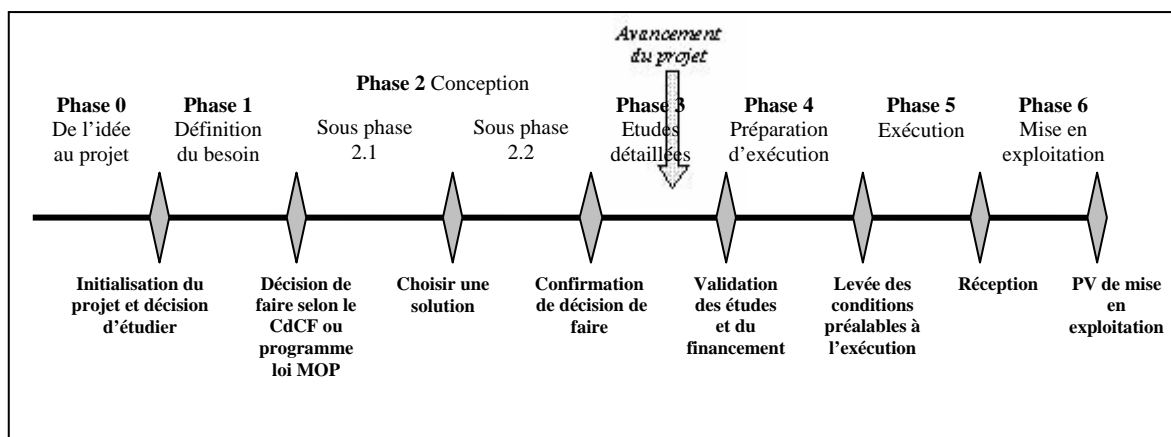 Avancement
du projet
Phase 2 Conception
Phase 0
De l'idée
au projet
Phase 1
Définition
du besoin
Sous phase
2.1
Sous phase
2.2
Phase 3
Etudes
détaillées
Phase 4
Préparation
d'exécution
Phase 5
Exécution
Phase 6
Mise en
exploitation
Initialisation du
projet et décision
d'étudier
Décision de
faire selon le
CdCF ou
programme
loi MOP
Choisir une
solution
Confirmation
de décision de
faire
Validation
des études
et du
financement
Levée des
conditions
préalables à
l'exécution
Réception
PV de mise
en
exploitation